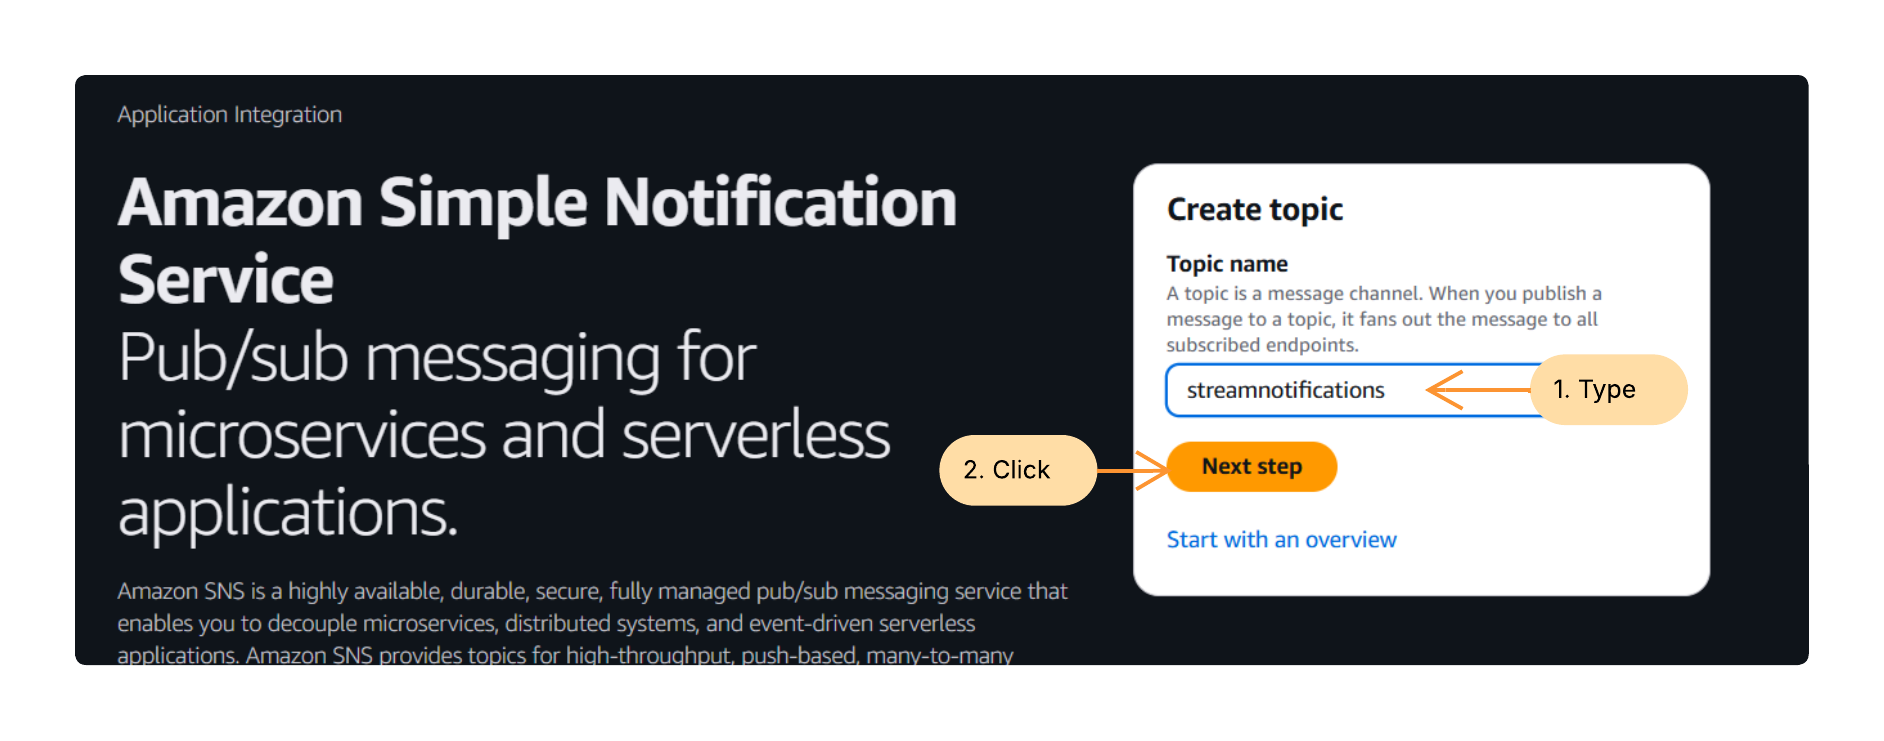 Application Integration
Amazon Simple Notification
Service
Pub/sub messaging for
microservices and serverless
applications.
Amazon SNS is a highly available, durable, secure, fully managed pub/sub messaging service that
enables you to decouple microservices, distributed systems, and event-driven serverless
applications. Amazon SNS provides topics for high-throughput, push-based, many-to-many
Create topic
Topic name
A topic is a message channel. When you publish a
message to a topic, it fans out the message to all
subscribed endpoints.
streamnotifications
1. Type
2. Click
Next step
Start with an overview